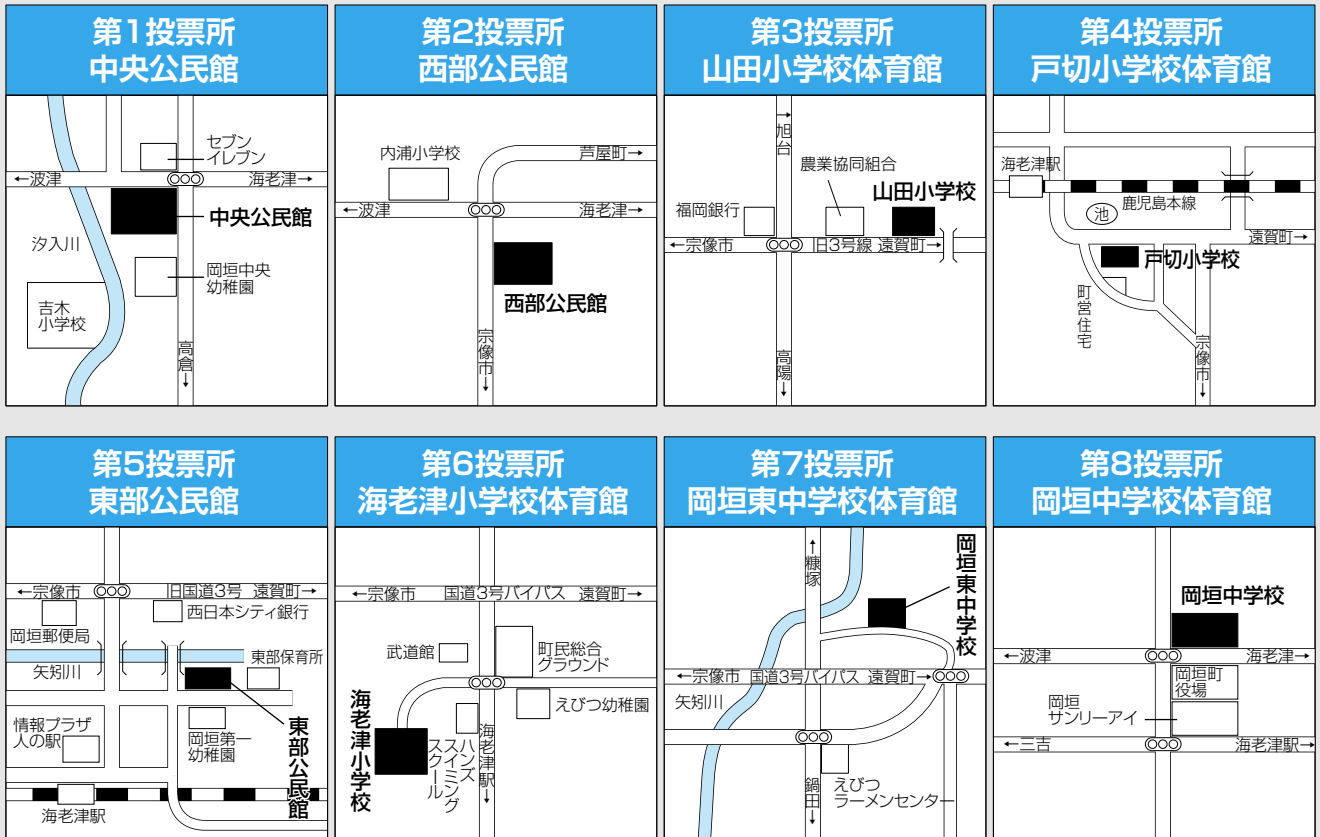 第1投票所
中央公民館
セブン
イレブン
←波津
海老津→
中央公民館
汐入川
岡垣中央
幼稚園
吉木
小学校
高倉→
第2投票所
西部公民館
内浦小学校
芦屋町→
←波津
海老津→
西部公民館
宗像市→
第3投票所
山田小学校体育館
→旭台
農業協同組合
山田小学校
福岡銀行
←宗像市
旧3号線 遠賀町→
高陽→
第4投票所
戸切小学校体育館
海老津駅
鹿児島本線
池
遠賀町→
戸切小学校
町営住宅
宗像市→
第5投票所
東部公民館
←宗像市
旧国道3号 遠賀町→
西日本シティ銀行
岡垣郵便局
東部保育所
矢矧川
情報プラザ
人の駅
岡垣第一
幼稚園
東部公民館
海老津駅
第6投票所
海老津小学校体育館
←宗像市 国道3号バイパス 遠賀町→
武道館
町民総合
グラウンド
えびつ幼稚園
海老津小学校
ハンズ
スイミング
スクール
海老津駅→
第7投票所
岡垣東中学校体育館
←糠塚
岡垣東中学校
←宗像市 国道3号バイパス 遠賀町→
矢矧川
鍋田→
えびつ
ラーメンセンター
第8投票所
岡垣中学校体育館
岡垣中学校
←波津
海老津→
岡垣町
役場
岡垣
サンリーアイ
←三吉
海老津駅→